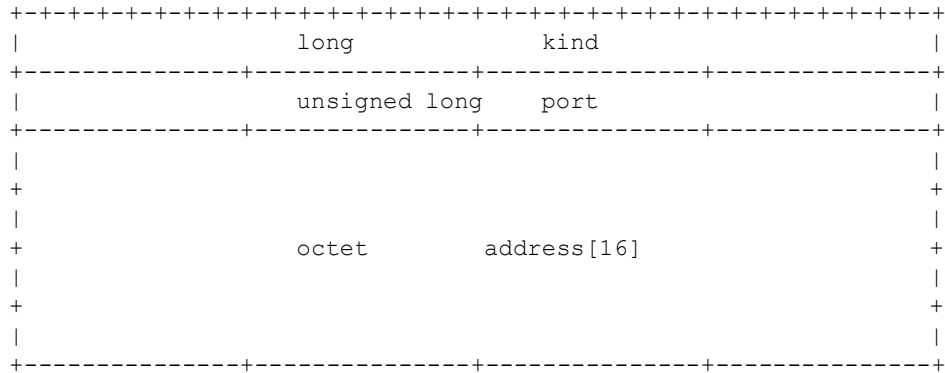 long kind
unsigned long port
octet address[16]